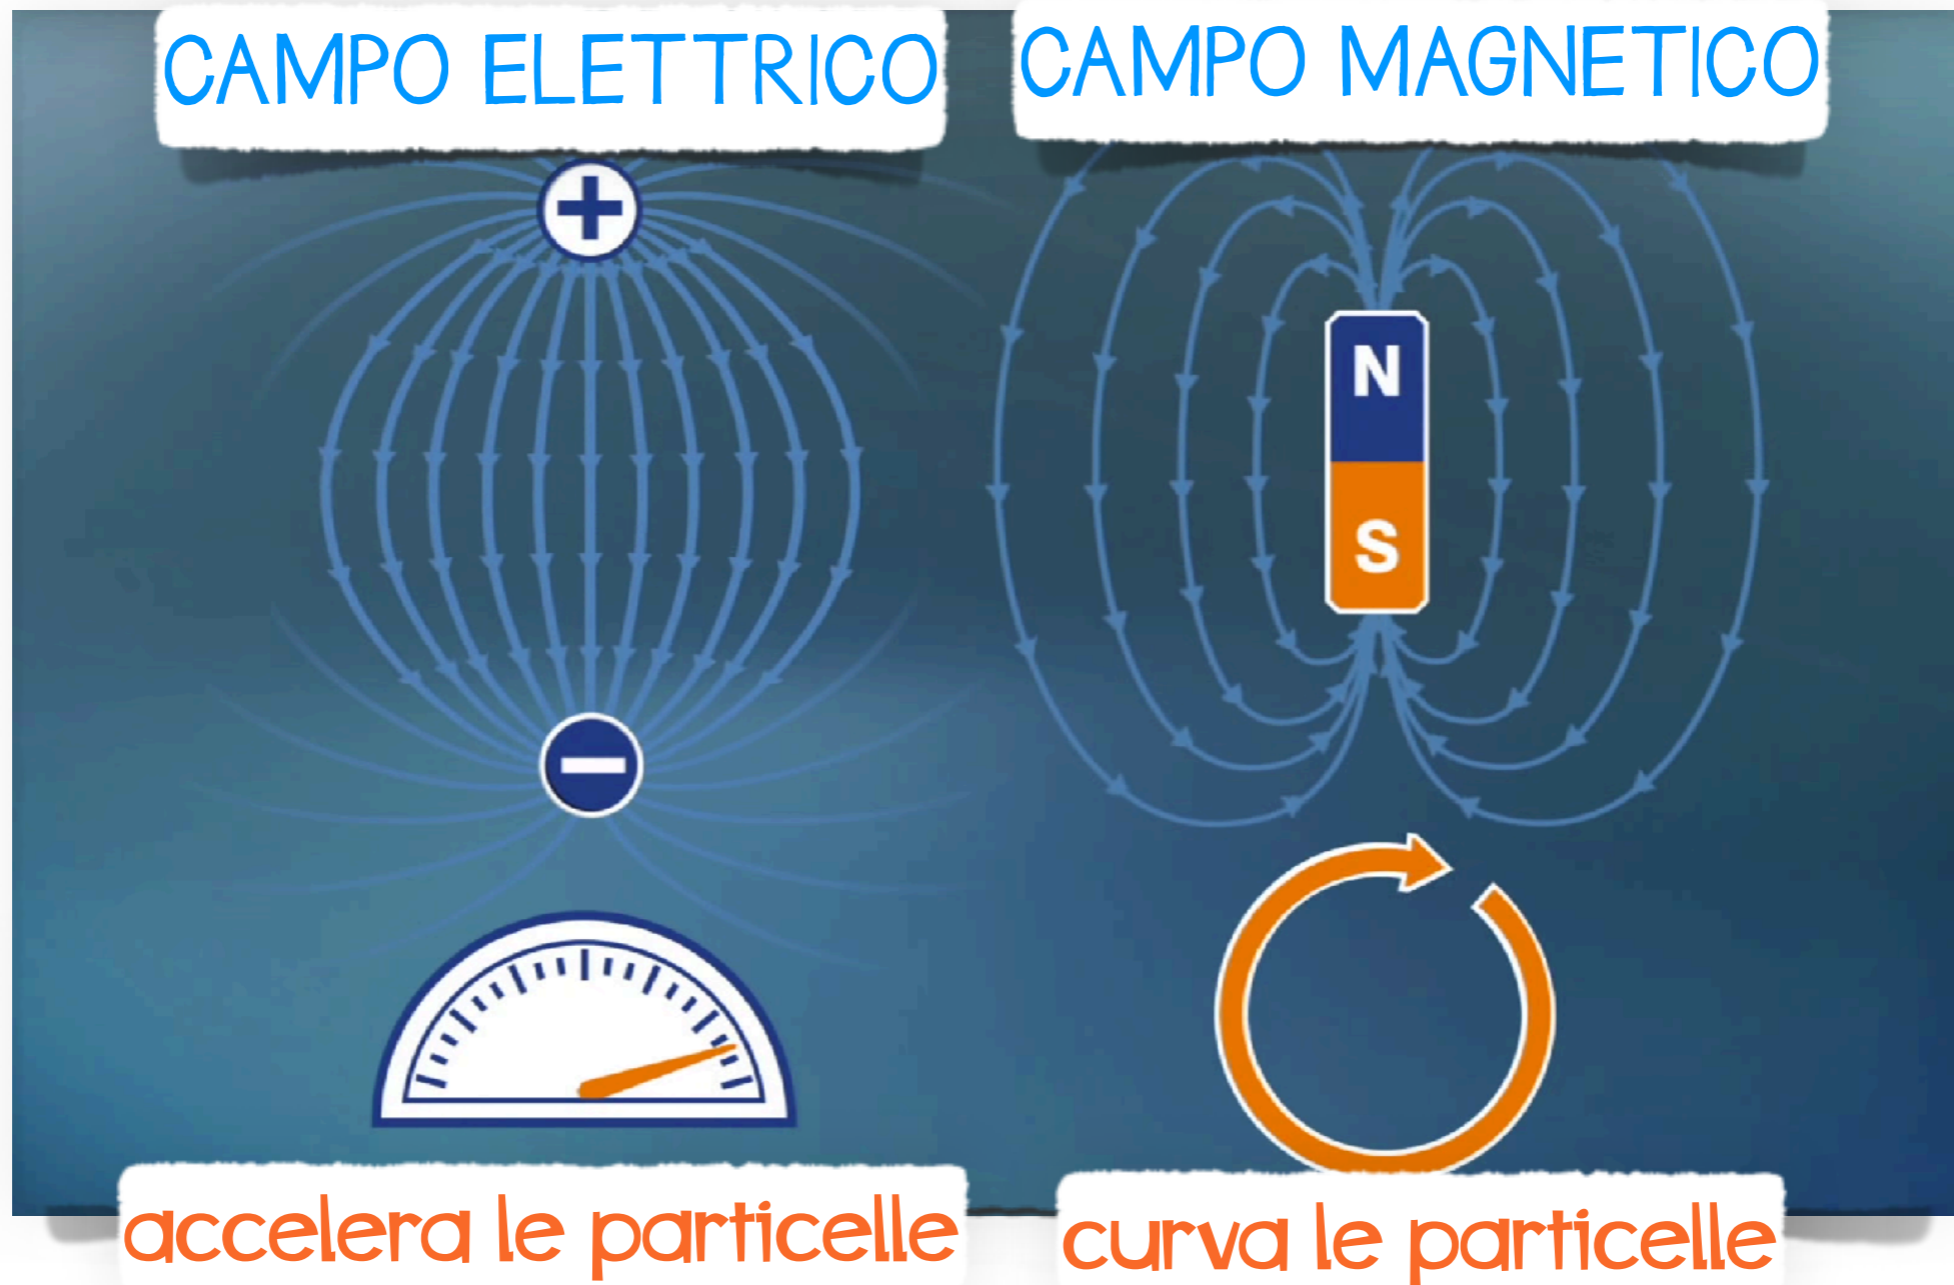 CAMPO ELETTRICO
CAMPO MAGNETICO
+
N
S
−
accelera le particelle
curva le particelle